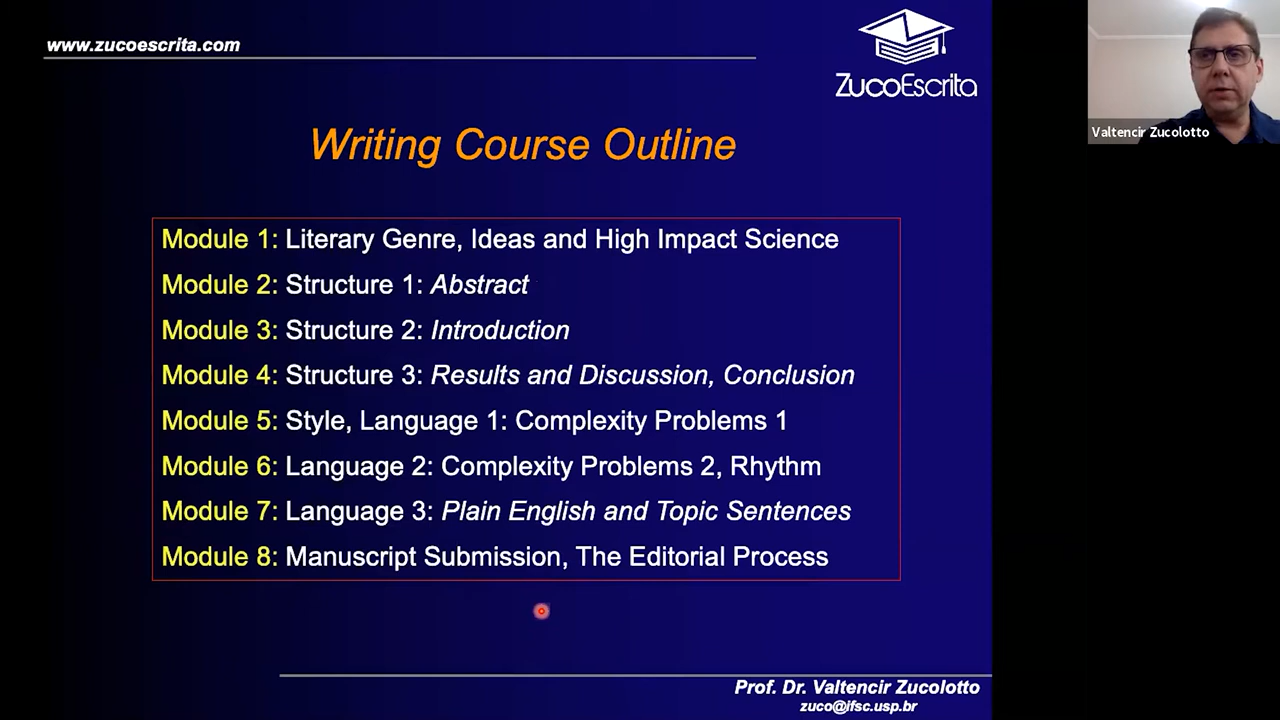 www.zucoescrita.com
ZucoEscrita
Valtencir Zucolotto
Writing Course Outline
Module 1: Literary Genre, Ideas and High Impact Science
Module 2: Structure 1: Abstract
Module 3: Structure 2: Introduction
Module 4: Structure 3: Results and Discussion, Conclusion
Module 5: Style, Language 1: Complexity Problems 1
Module 6: Language 2: Complexity Problems 2, Rhythm
Module 7: Language 3: Plain English and Topic Sentences
Module 8: Manuscript Submission, The Editorial Process
Prof. Dr. Valtencir Zucolotto
zuco@ifsc.usp.br